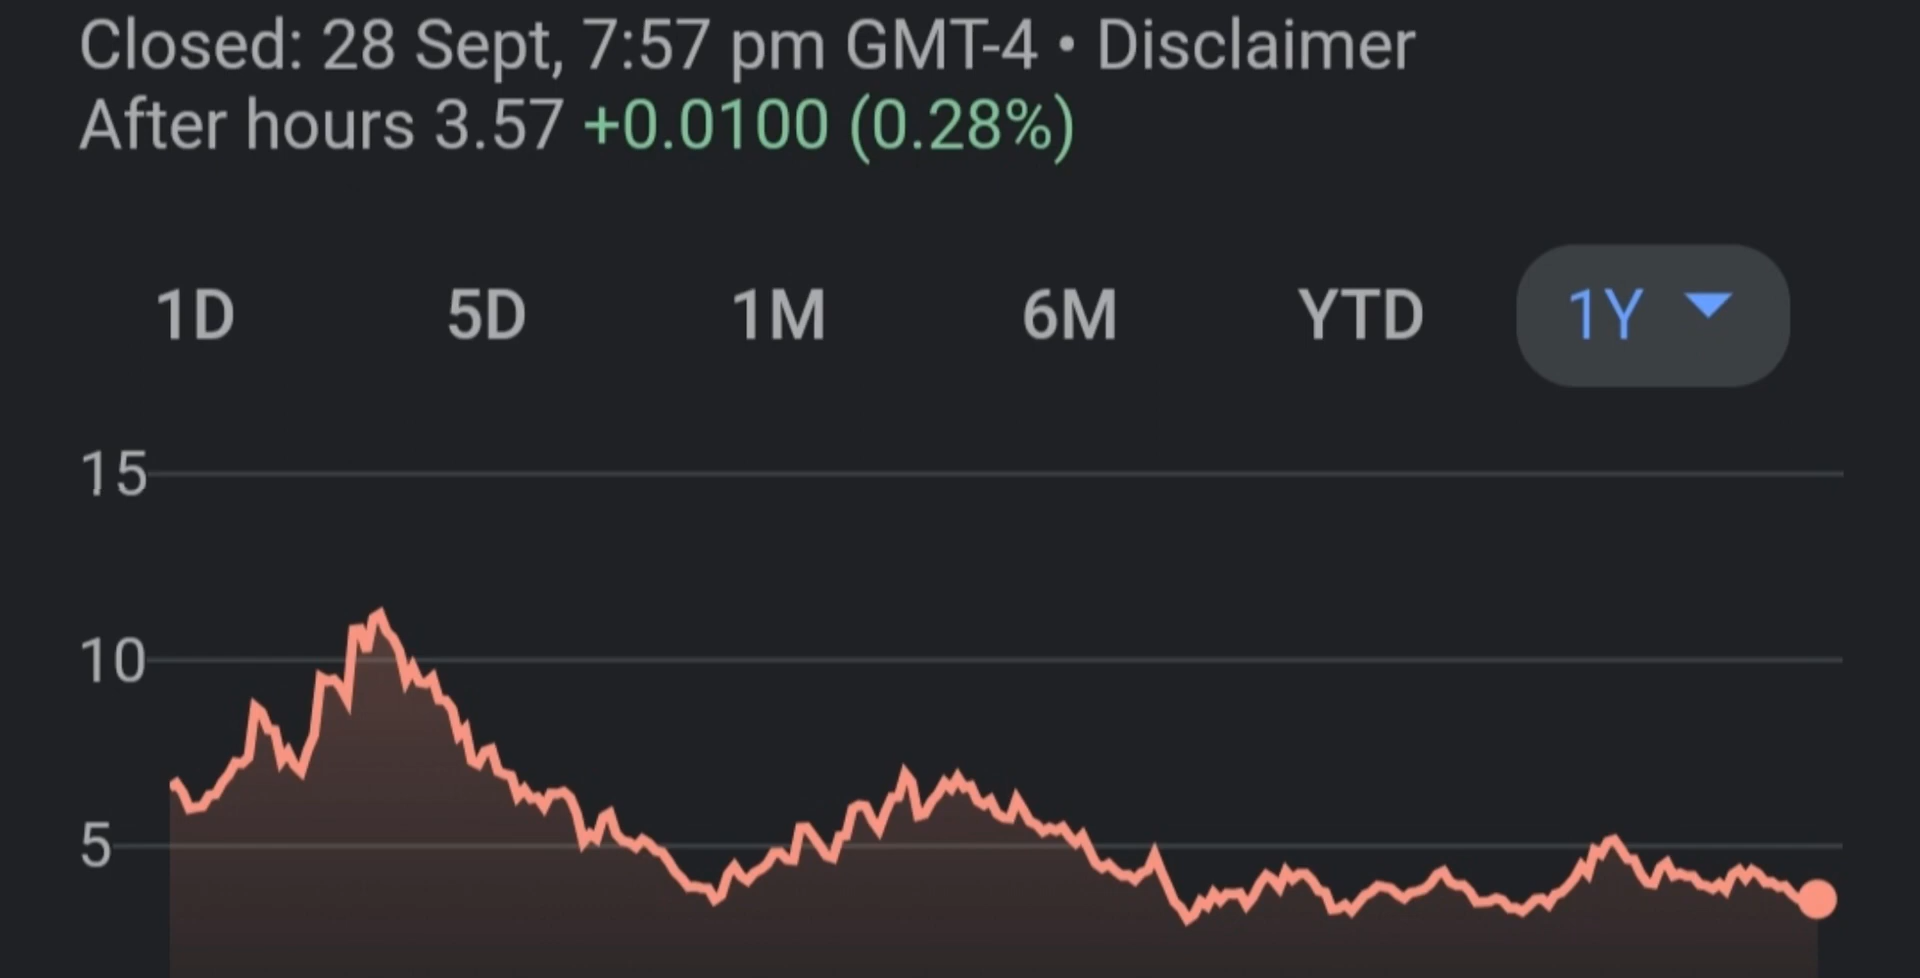 Closed: 28 Sept, 7:57 pm GMT-4 • Disclaimer
After hours 3.57 +0.0100 (0.28%)
1D 5D 1M 6M YTD 1Y
15
10
5